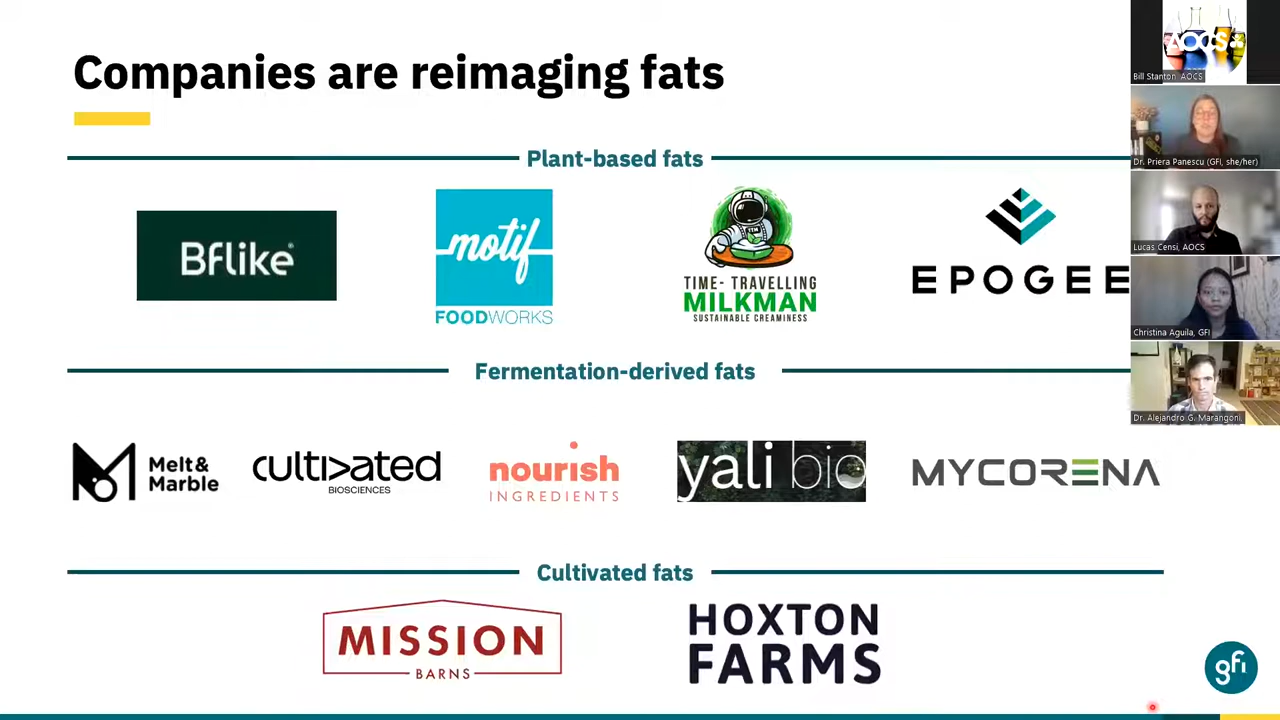 Companies are reimaging fats
Plant-based fats
Bflike®
motif
FOODWORKS
TTM
TIME- TRAVELLING
MILKMAN
SUSTAINABLE CREAMINESS
EPOGEE
Fermentation-derived fats
Melt&
Marble
cultivated
BIOSCIENCES
nourish
INGREDIENTS
yali bio
MYCORENA
Cultivated fats
MISSION
BARNS
HOXTON
FARMS
gfi
AOCS
Bill Stanton, AOCS
Dr. Priera Panescu (GFI, she/her)
Lucas Censi, AOCS
Christina Aguila, GFI
Dr. Alejandro G. Marangoni,